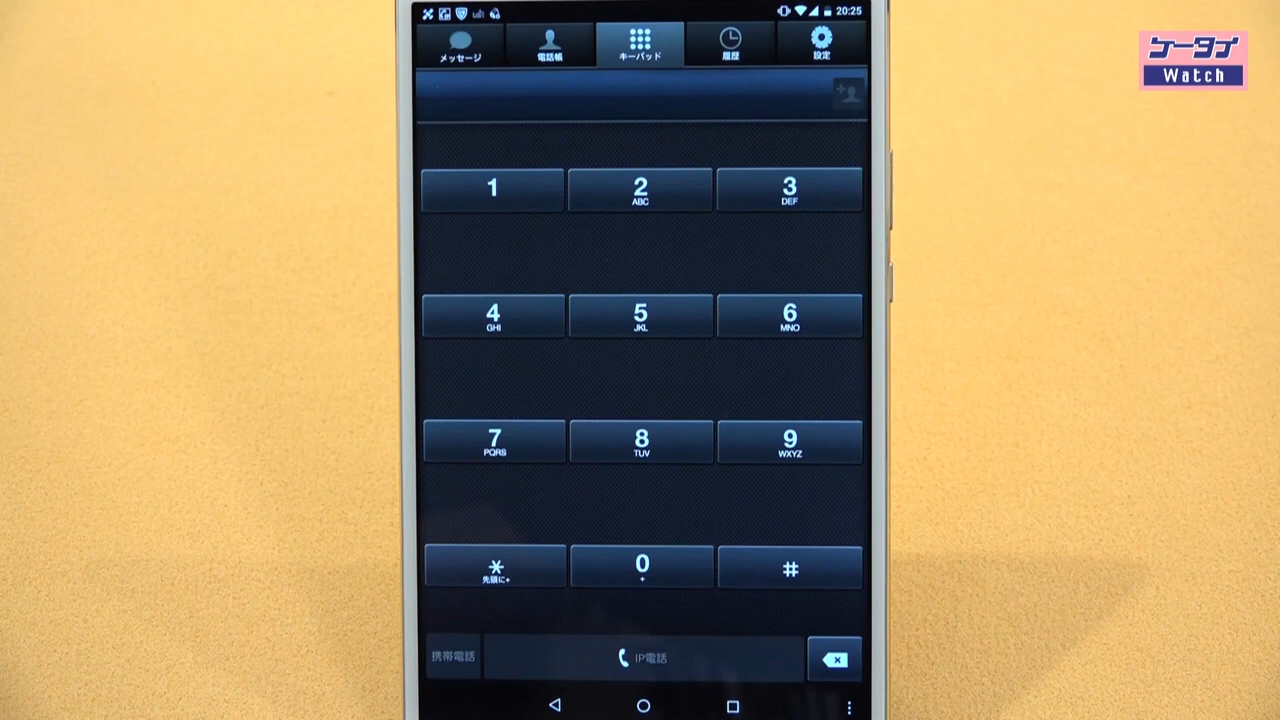 20:25
メッセージ
電話帳
キーパッド
履歴
設定
ケータイ
Watch
1
2
ABC
3
DEF
4
GHI
5
JKL
6
MNO
7
PQRS
8
TUV
9
WXYZ
*
先頭に+
0
+
#
携帯電話
IP電話